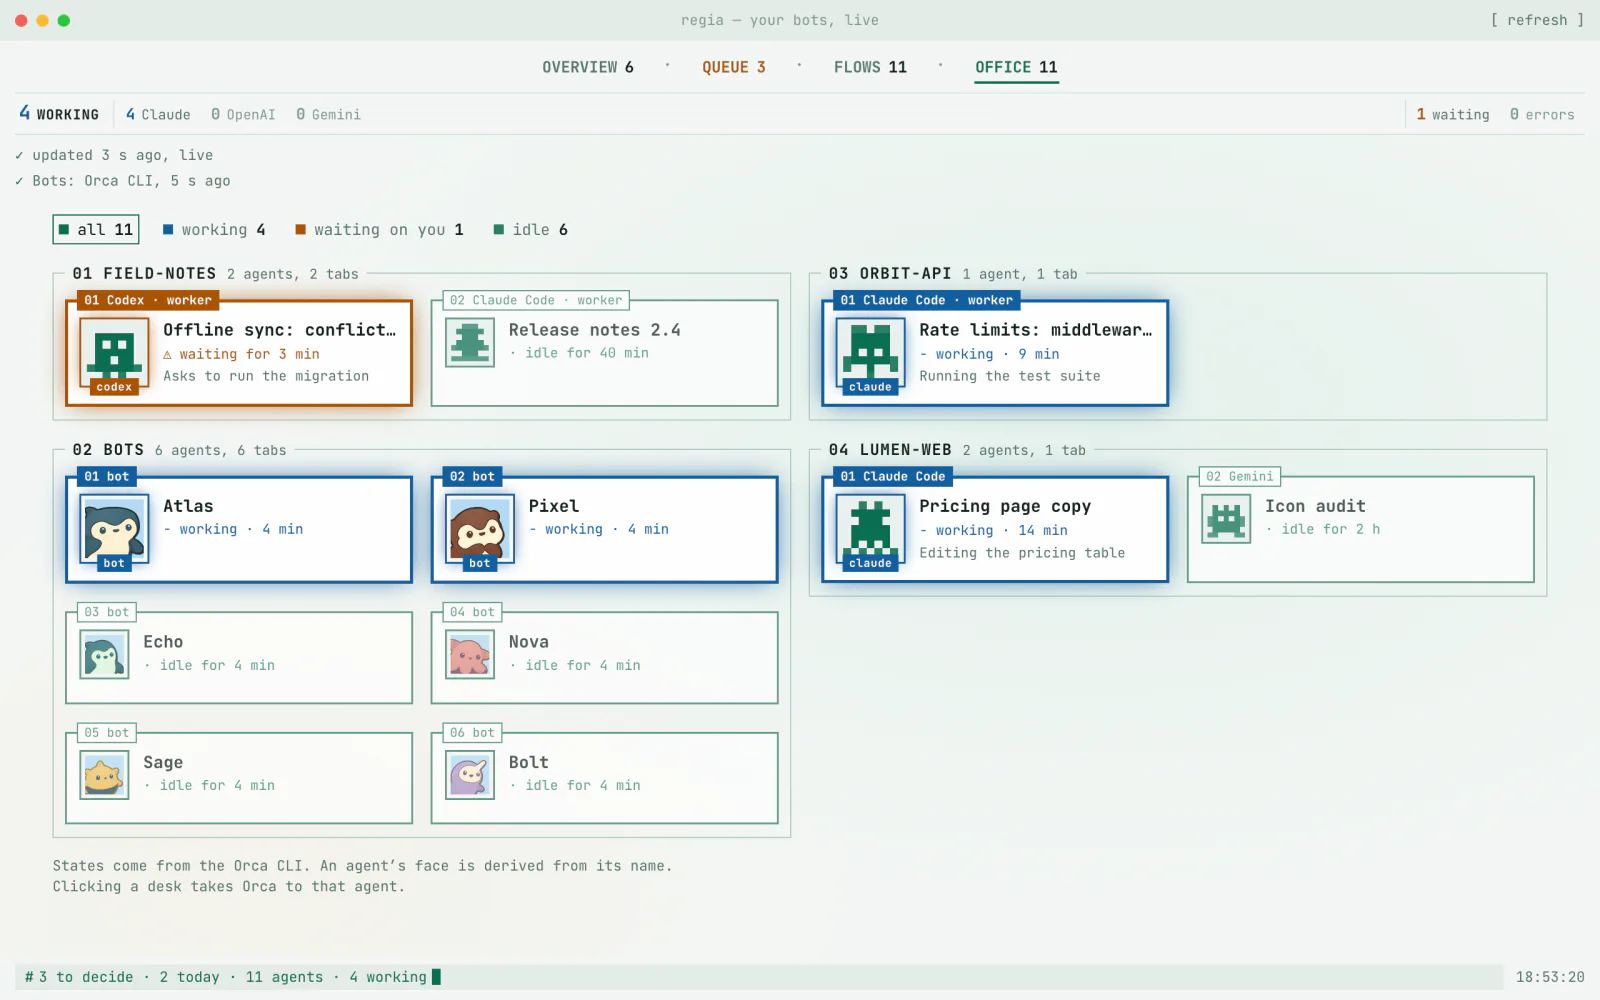 regia — your bots, live
[ refresh ]
OVERVIEW 6 · QUEUE 3 · FLOWS 11 · OFFICE 11
4 WORKING 4 Claude 0 OpenAI 0 Gemini
1 waiting 0 errors
✓ updated 3 s ago, live
✓ Bots: Orca CLI, 5 s ago
all 11 working 4 waiting on you 1 idle 6
01 FIELD-NOTES 2 agents, 2 tabs
01 Codex · worker
Offline sync: conflict…
⚠ waiting for 3 min
Asks to run the migration
codex
02 Claude Code · worker
Release notes 2.4
· idle for 40 min
03 ORBIT-API 1 agent, 1 tab
01 Claude Code · worker
Rate limits: middlewar…
- working · 9 min
Running the test suite
claude
02 BOTS 6 agents, 6 tabs
01 bot
Atlas
- working · 4 min
bot
02 bot
Pixel
- working · 4 min
bot
03 bot
Echo
· idle for 4 min
04 bot
Nova
· idle for 4 min
05 bot
Sage
· idle for 4 min
06 bot
Bolt
· idle for 4 min
04 LUMEN-WEB 2 agents, 1 tab
01 Claude Code
Pricing page copy
- working · 14 min
Editing the pricing table
claude
02 Gemini
Icon audit
· idle for 2 h
States come from the Orca CLI. An agent’s face is derived from its name.
Clicking a desk takes Orca to that agent.
# 3 to decide · 2 today · 11 agents · 4 working
18:53:20